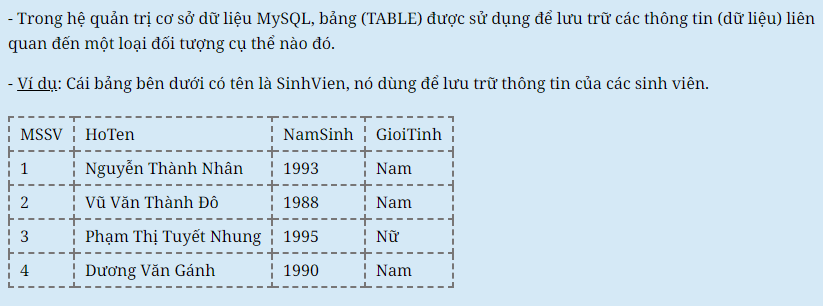 - Trong hệ quản trị cơ sở dữ liệu MySQL, bảng (TABLE) được sử dụng để lưu trữ các thông tin (dữ liệu) liên
quan đến một loại đối tượng cụ thể nào đó.
- Ví dụ: Cái bảng bên dưới có tên là SinhVien, nó dùng để lưu trữ thông tin của các sinh viên.
MSSV HoTen NamSinh GioiTinh
1 Nguyễn Thành Nhân 1993 Nam
2 Vũ Văn Thành Đô 1988 Nam
3 Phạm Thị Tuyết Nhung 1995 Nữ
4 Dương Văn Gánh 1990 Nam